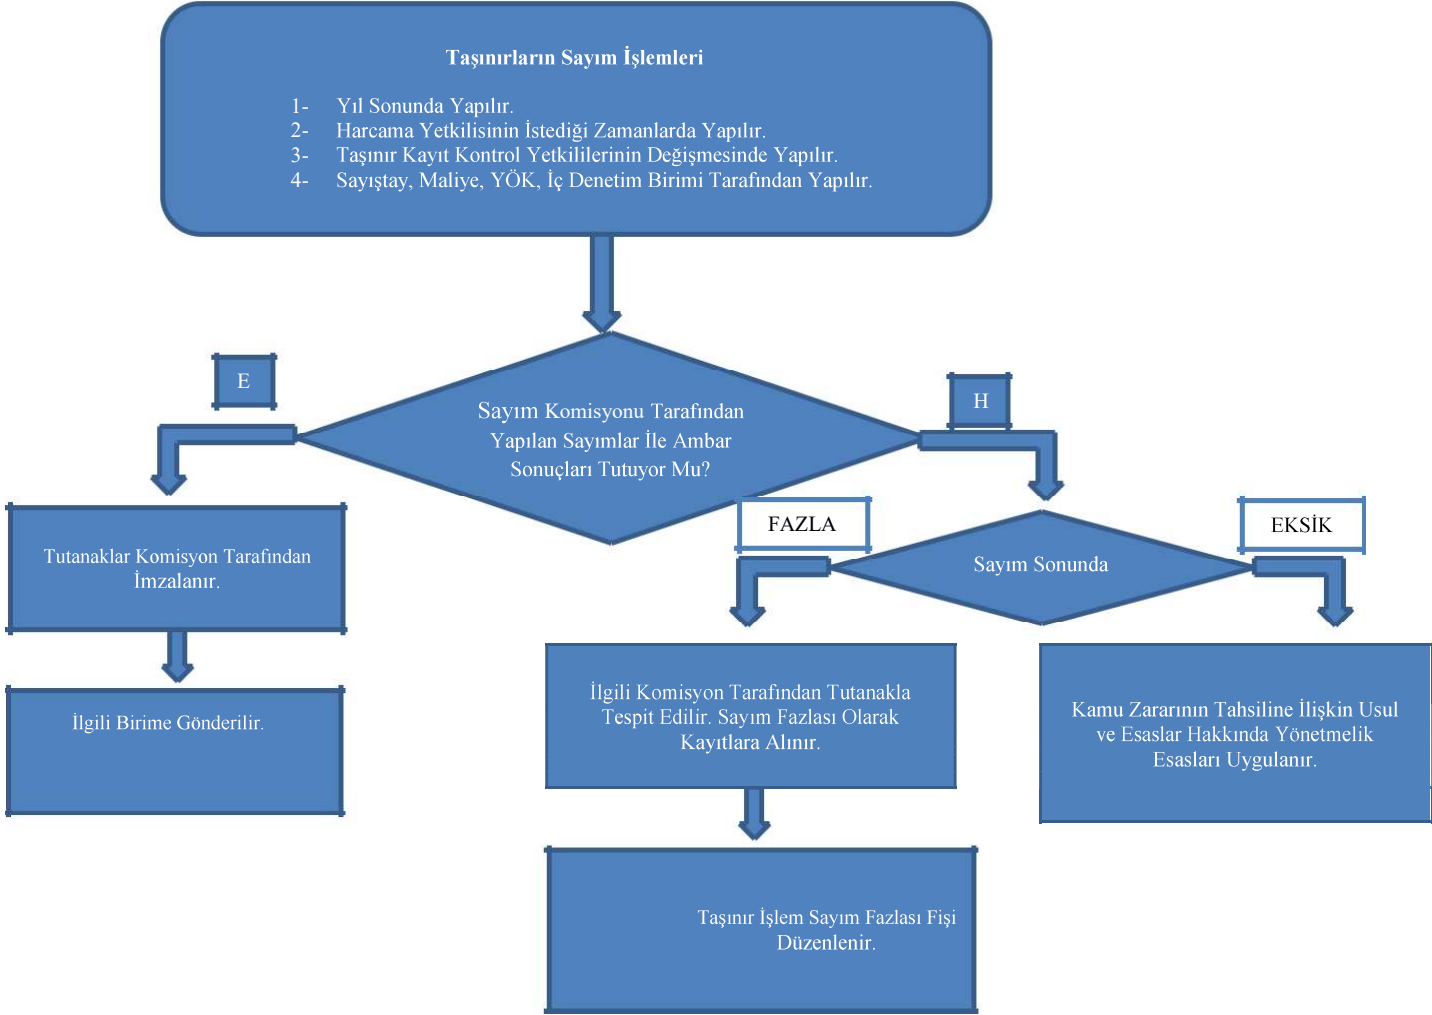 Taşınırların Sayım İşlemleri
1- Yıl Sonunda Yapılır.
2- Harcama Yetkilisinin İstediği Zamanlarda Yapılır.
3- Taşınır Kayıt Kontrol Yetkililerinin Değişmesinde Yapılır.
4- Sayıştay, Maliye, YÖK, İç Denetim Birimi Tarafından Yapılır.
E
H
Sayım Komisyonu Tarafından
Yapılan Sayımlar İle Ambar
Sonuçları Tutuyor Mu?
FAZLA
EKSİK
Tutanaklar Komisyon Tarafından
İmzalanır.
Sayım Sonunda
İlgili Birime Gönderilir.
İlgili Komisyon Tarafından Tutanakla
Tespit Edilir. Sayım Fazlası Olarak
Kayıtlara Alınır.
Kamu Zararının Tahsiline İlişkin Usul
ve Esaslar Hakkında Yönetmelik
Esasları Uygulanır.
Taşınır İşlem Sayım Fazlası Fişi
Düzenlenir.